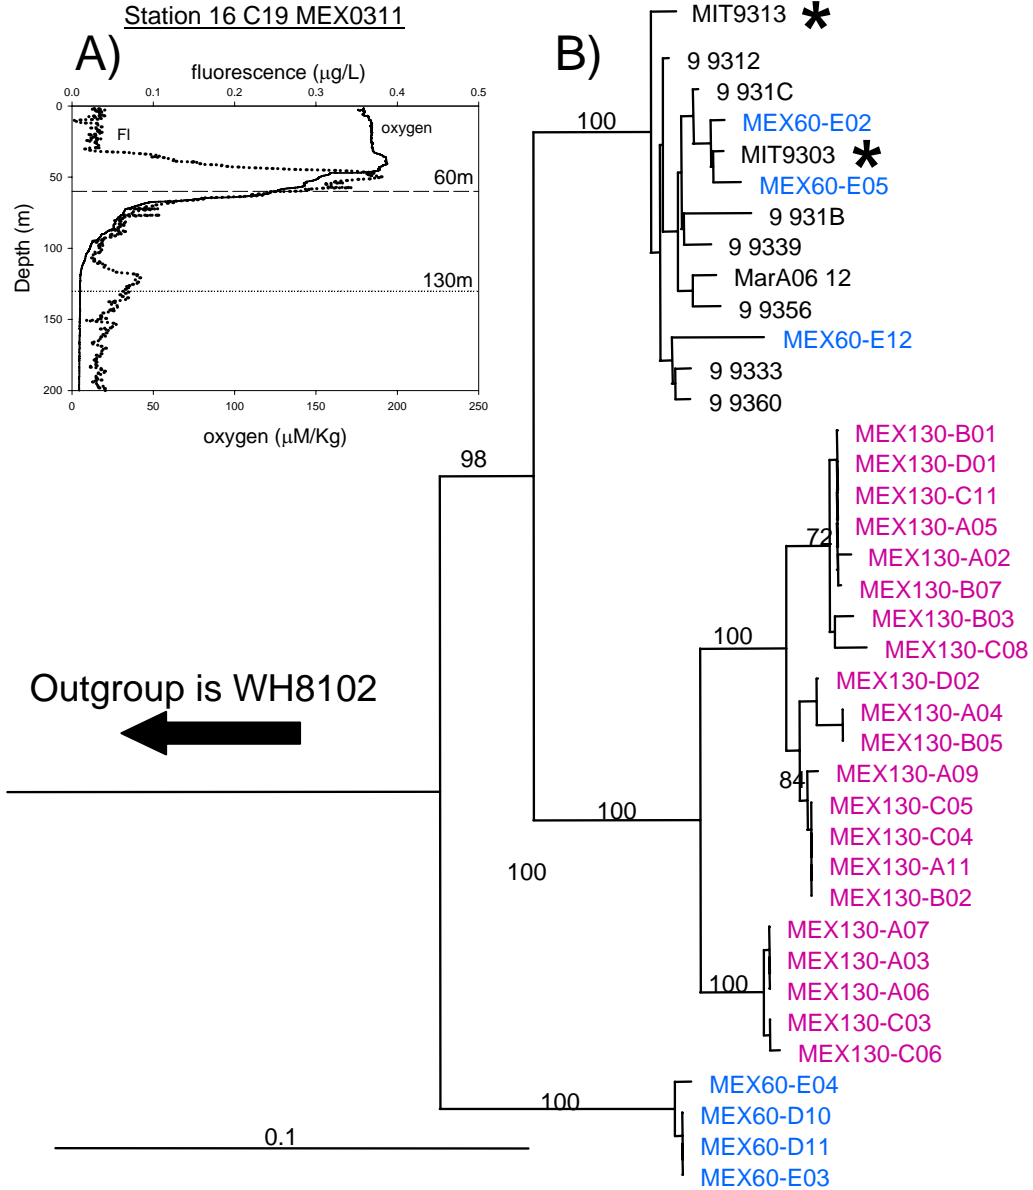 Station 16 C19 MEX0311
A)
fluorescence (μg/L)
0.0 0.1 0.2 0.3 0.4 0.5
0
50
100
150
200
Depth (m)
Fl
oxygen
60m
130m
0 50 100 150 200 250
oxygen (μM/Kg)
B)
MIT9313 *
9 9312
9 931C
MEX60-E02
MIT9303 *
MEX60-E05
9 931B
9 9339
MarA06 12
9 9356
MEX60-E12
9 9333
9 9360
MEX130-B01
MEX130-D01
MEX130-C11
MEX130-A05
MEX130-A02
MEX130-B07
MEX130-B03
MEX130-C08
MEX130-D02
MEX130-A04
MEX130-B05
MEX130-A09
MEX130-C05
MEX130-C04
MEX130-A11
MEX130-B02
MEX130-A07
MEX130-A03
MEX130-A06
MEX130-C03
MEX130-C06
MEX60-E04
MEX60-D10
MEX60-D11
MEX60-E03
100
98
72
100
84
100
100
100
100
Outgroup is WH8102
0.1